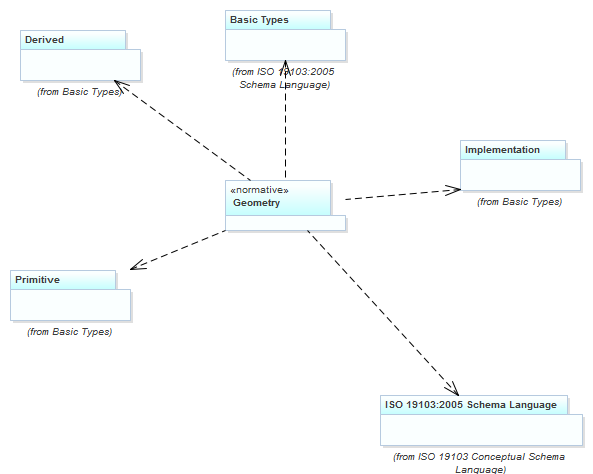 Basic Types
(from ISO 19103:2005
Schema Language)
Derived
(from Basic Types)
Implementation
(from Basic Types)
«normative»
Geometry
Primitive
(from Basic Types)
ISO 19103:2005 Schema Language
(from ISO 19103 Conceptual Schema
Language)